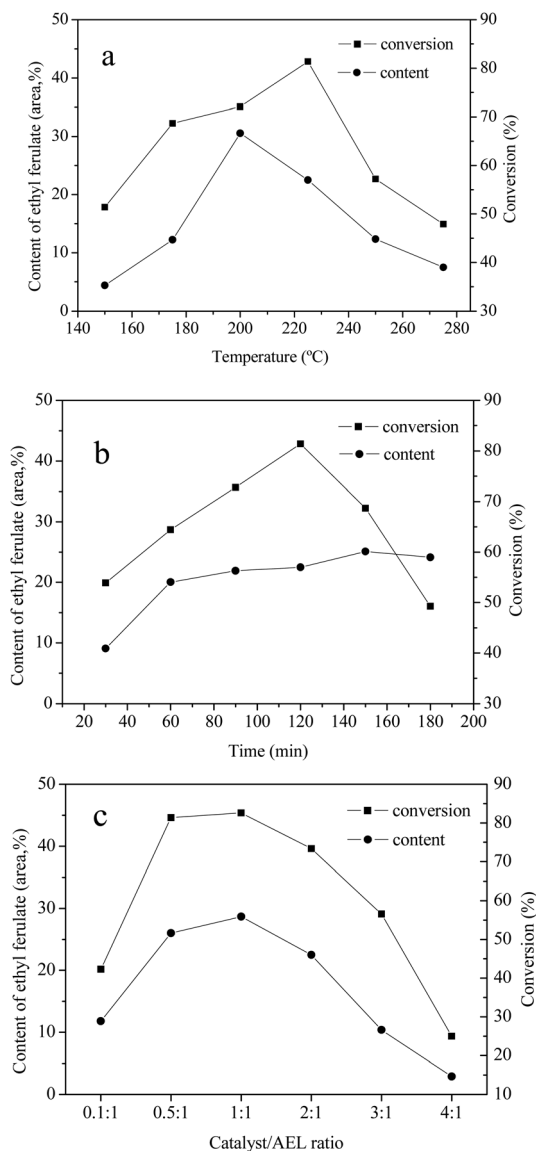 a
conversion
content
Content of ethyl ferulate (area,%)
50
40
30
20
10
0
90
80
70
60
50
40
30
Conversion (%)
140 160 180 200 220 240 260 280
Temperature (ºC)
b
conversion
content
Content of ethyl ferulate (area,%)
50
40
30
20
10
0
90
80
70
60
50
40
30
Conversion (%)
20 40 60 80 100 120 140 160 180 200
Time (min)
c
conversion
content
Content of ethyl ferulate (area,%)
50
40
30
20
10
0
90
80
70
60
50
40
30
20
10
Conversion (%)
0.1:1 0.5:1 1:1 2:1 3:1 4:1
Catalyst/AEL ratio